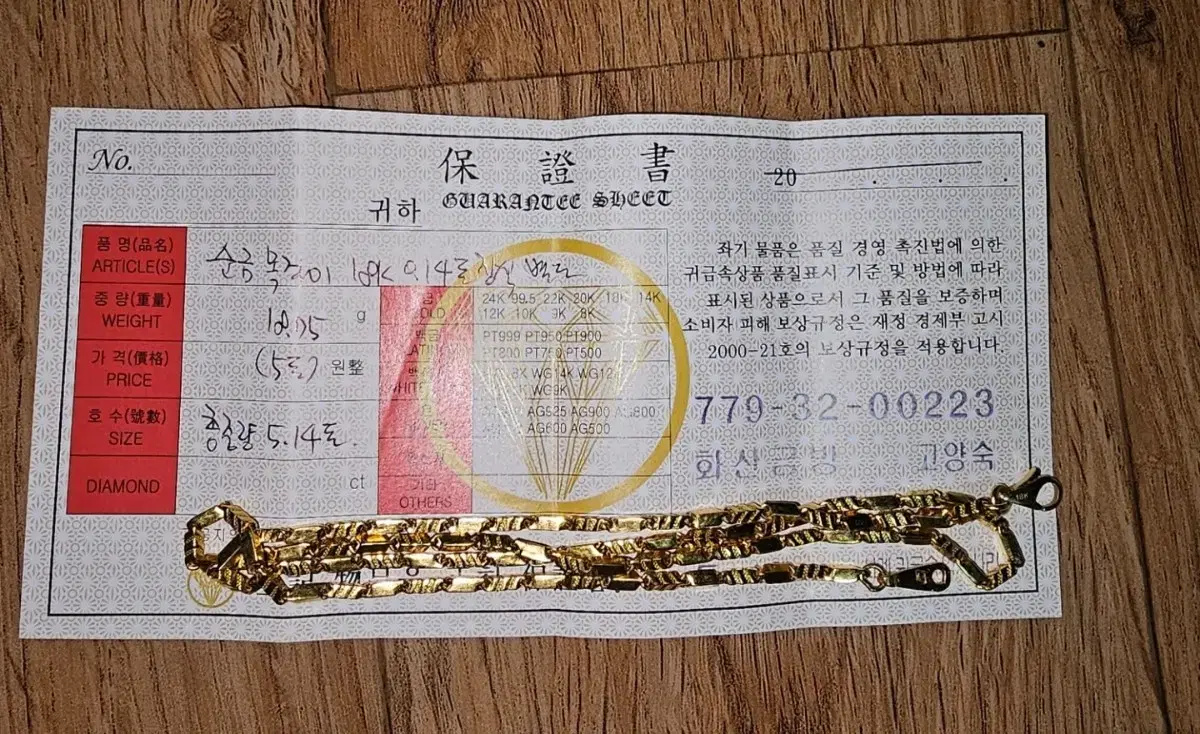 No.
保 證 書
20 . . .
귀하
GUARANTEE SHEET
품 명(品名)
ARTICLE(S)
순금 목걸이 18K 0.14돈 장식
중 량(重量)
WEIGHT
18.75 g
가 격(價格)
PRICE
(5돈) 원整
호 수(號數)
SIZE
총중량 5.14돈.
DIAMOND
ct
24K 99.5 22K 20K 18K 14K
12K 10K 9K 8K
PT999 PT950 PT900
PT800 PT750 PT500
WG14K WG12
WG9K
AG925 AG900 AG800
AG600 AG500
기타
OTHERS
좌기 물품은 품질 경영 촉진법에 의한
귀금속상품 품질표시 기준 및 방법에 따라
표시된 상품으로서 그 품질을 보증하며
소비자 피해 보상규정은 재정 경제부 고시
2000-21호의 보상규정을 적용합니다.
779-32-00223
화신금방 고양숙